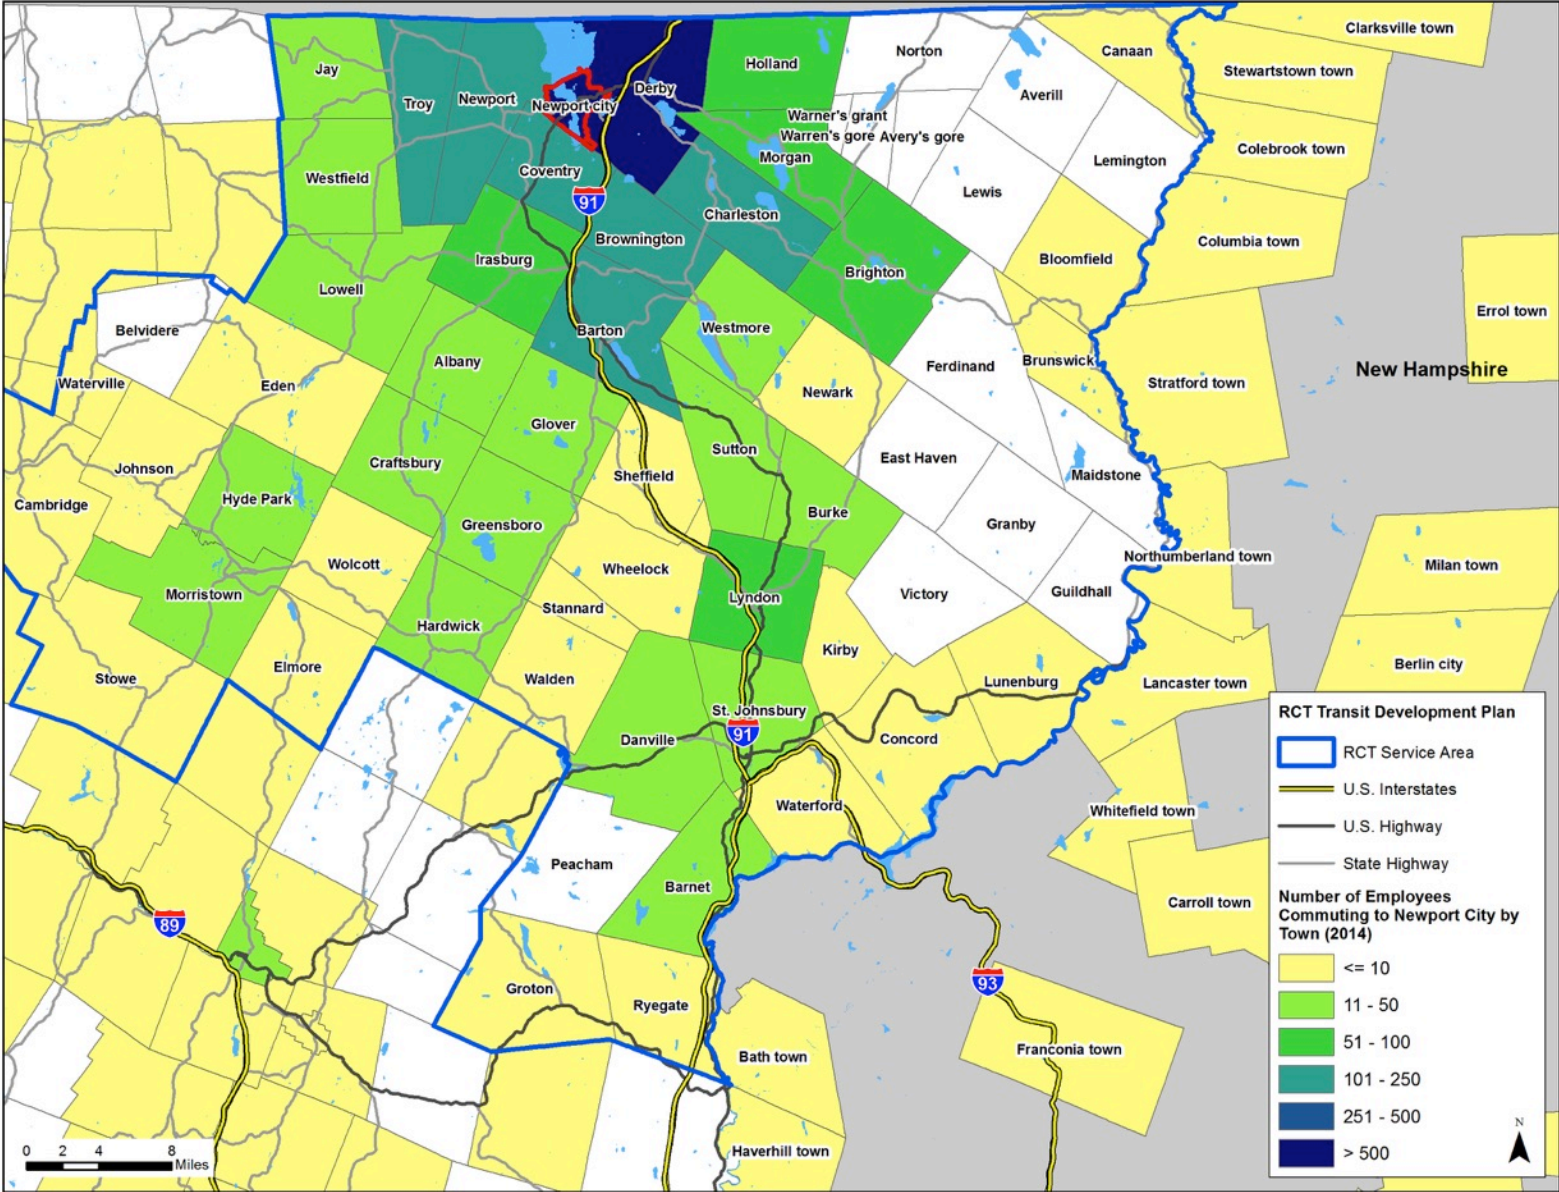 Clarksville town
Canaan
Norton
Holland
Jay
Stewartstown town
Derby
Averill
Newport
Troy
Newport city
Warner's grant
Warren's gore
Avery's gore
Colebrook town
Morgan
Lemington
Coventry
Westfield
Lewis
91
Charleston
Brownington
Columbia town
Irasburg
Bloomfield
Brighton
Lowell
Errol town
Belvidere
Barton
Westmore
Albany
Brunswick
Ferdinand
New Hampshire
Waterville
Eden
Stratford town
Newark
Glover
Sutton
East Haven
Craftsbury
Johnson
Sheffield
Maidstone
Hyde Park
Cambridge
Burke
Greensboro
Granby
Northumberland town
Wolcott
Milan town
Wheelock
Guildhall
Morristown
Victory
Lyndon
Stannard
Hardwick
Kirby
Berlin city
Elmore
Stowe
Walden
Lunenburg
Lancaster town
St. Johnsbury
91
Danville
Concord
Waterford
Whitefield town
Peacham
Barnet
Carroll town
89
93
Groton
Ryegate
Franconia town
Bath town
Haverhill town
RCT Transit Development Plan
RCT Service Area
U.S. Interstates
U.S. Highway
State Highway
Number of Employees
Commuting to Newport City by
Town (2014)
<= 10
11 - 50
51 - 100
101 - 250
251 - 500
> 500
N
0 2 4 8
Miles